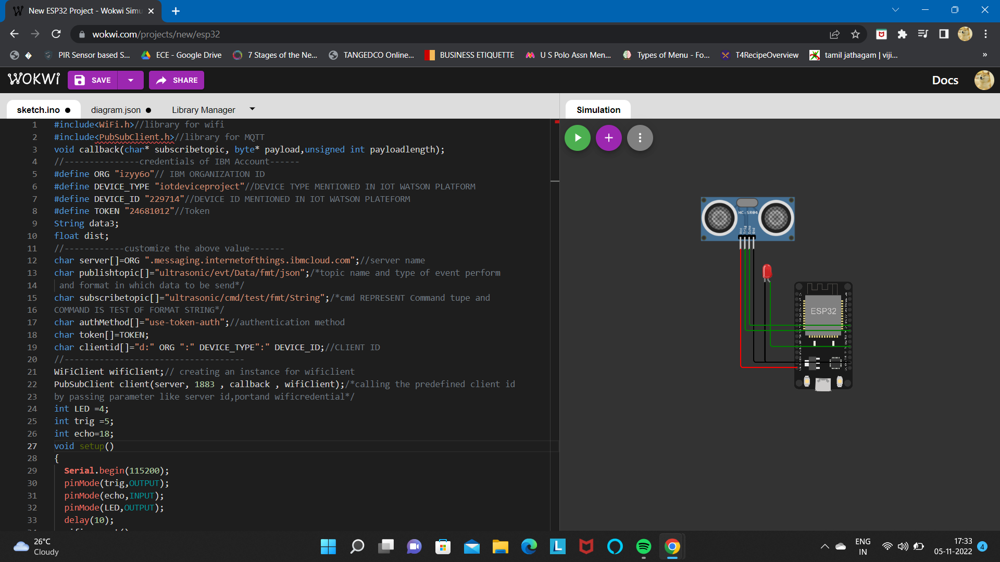 New ESP32 Project - Wokwi Simu
wokwi.com/projects/new/esp32
PIR Sensor based S...
ECE - Google Drive
7 Stages of the Ne...
TANGEDCO Online...
BUSINESS ETIQUETTE
U S Polo Assn Men...
Types of Menu - Fo...
T4RecipeOverview
tamil jathagam | viji...
»
WOKWi
SAVE
SHARE
Docs
sketch.ino ●
diagram.json ●
Library Manager
Simulation
1 #include<WiFi.h>//library for wifi
2 #include<PubSubClient.h>//library for MQTT
3 void callback(char* subscribetopic, byte* payload,unsigned int payloadlength);
4 //---------------credentials of IBM Account------
5 #define ORG "izyy6o"// IBM ORGANIZATION ID
6 #define DEVICE_TYPE "iotdeviceproject"//DEVICE TYPE MENTIONED IN IOT WATSON PLATFORM
7 #define DEVICE_ID "229714"//DEVICE ID MENTIONED IN IOT WATSON PLATEFORM
8 #define TOKEN "24681012"//Token
9 String data3;
10 float dist;
11 //------------customize the above value-------
12 char server[]=ORG ".messaging.internetofthings.ibmcloud.com";//server name
13 char publishtopic[]="ultrasonic/evt/Data/fmt/json";/*topic name and type of event perform
14 and format in which data to be send*/
15 char subscribetopic[]="ultrasonic/cmd/test/fmt/String";/*cmd REPRESENT Command tupe and
16 COMMAND IS TEST OF FORMAT STRING*/
17 char authMethod[]="use-token-auth";//authentication method
18 char token[]=TOKEN;
19 char clientid[]="d:" ORG ":" DEVICE_TYPE":" DEVICE_ID;//CLIENT ID
20 //------------------------------------
21 WiFiClient wifiClient;// creating an instance for wificlient
22 PubSubClient client(server, 1883 , callback , wifiClient);/*calling the predefined client id
23 by passing parameter like server id,portand wificredential*/
24 int LED =4;
25 int trig =5;
26 int echo=18;
27 void setup()
28 {
29 Serial.begin(115200);
30 pinMode(trig,OUTPUT);
31 pinMode(echo,INPUT);
32 pinMode(LED,OUTPUT);
33 delay(10);
HC-SR04
Vcc
Trig
Echo
Gnd
ESP32
26°C
Cloudy
ENG
IN
17:33
05-11-2022
4